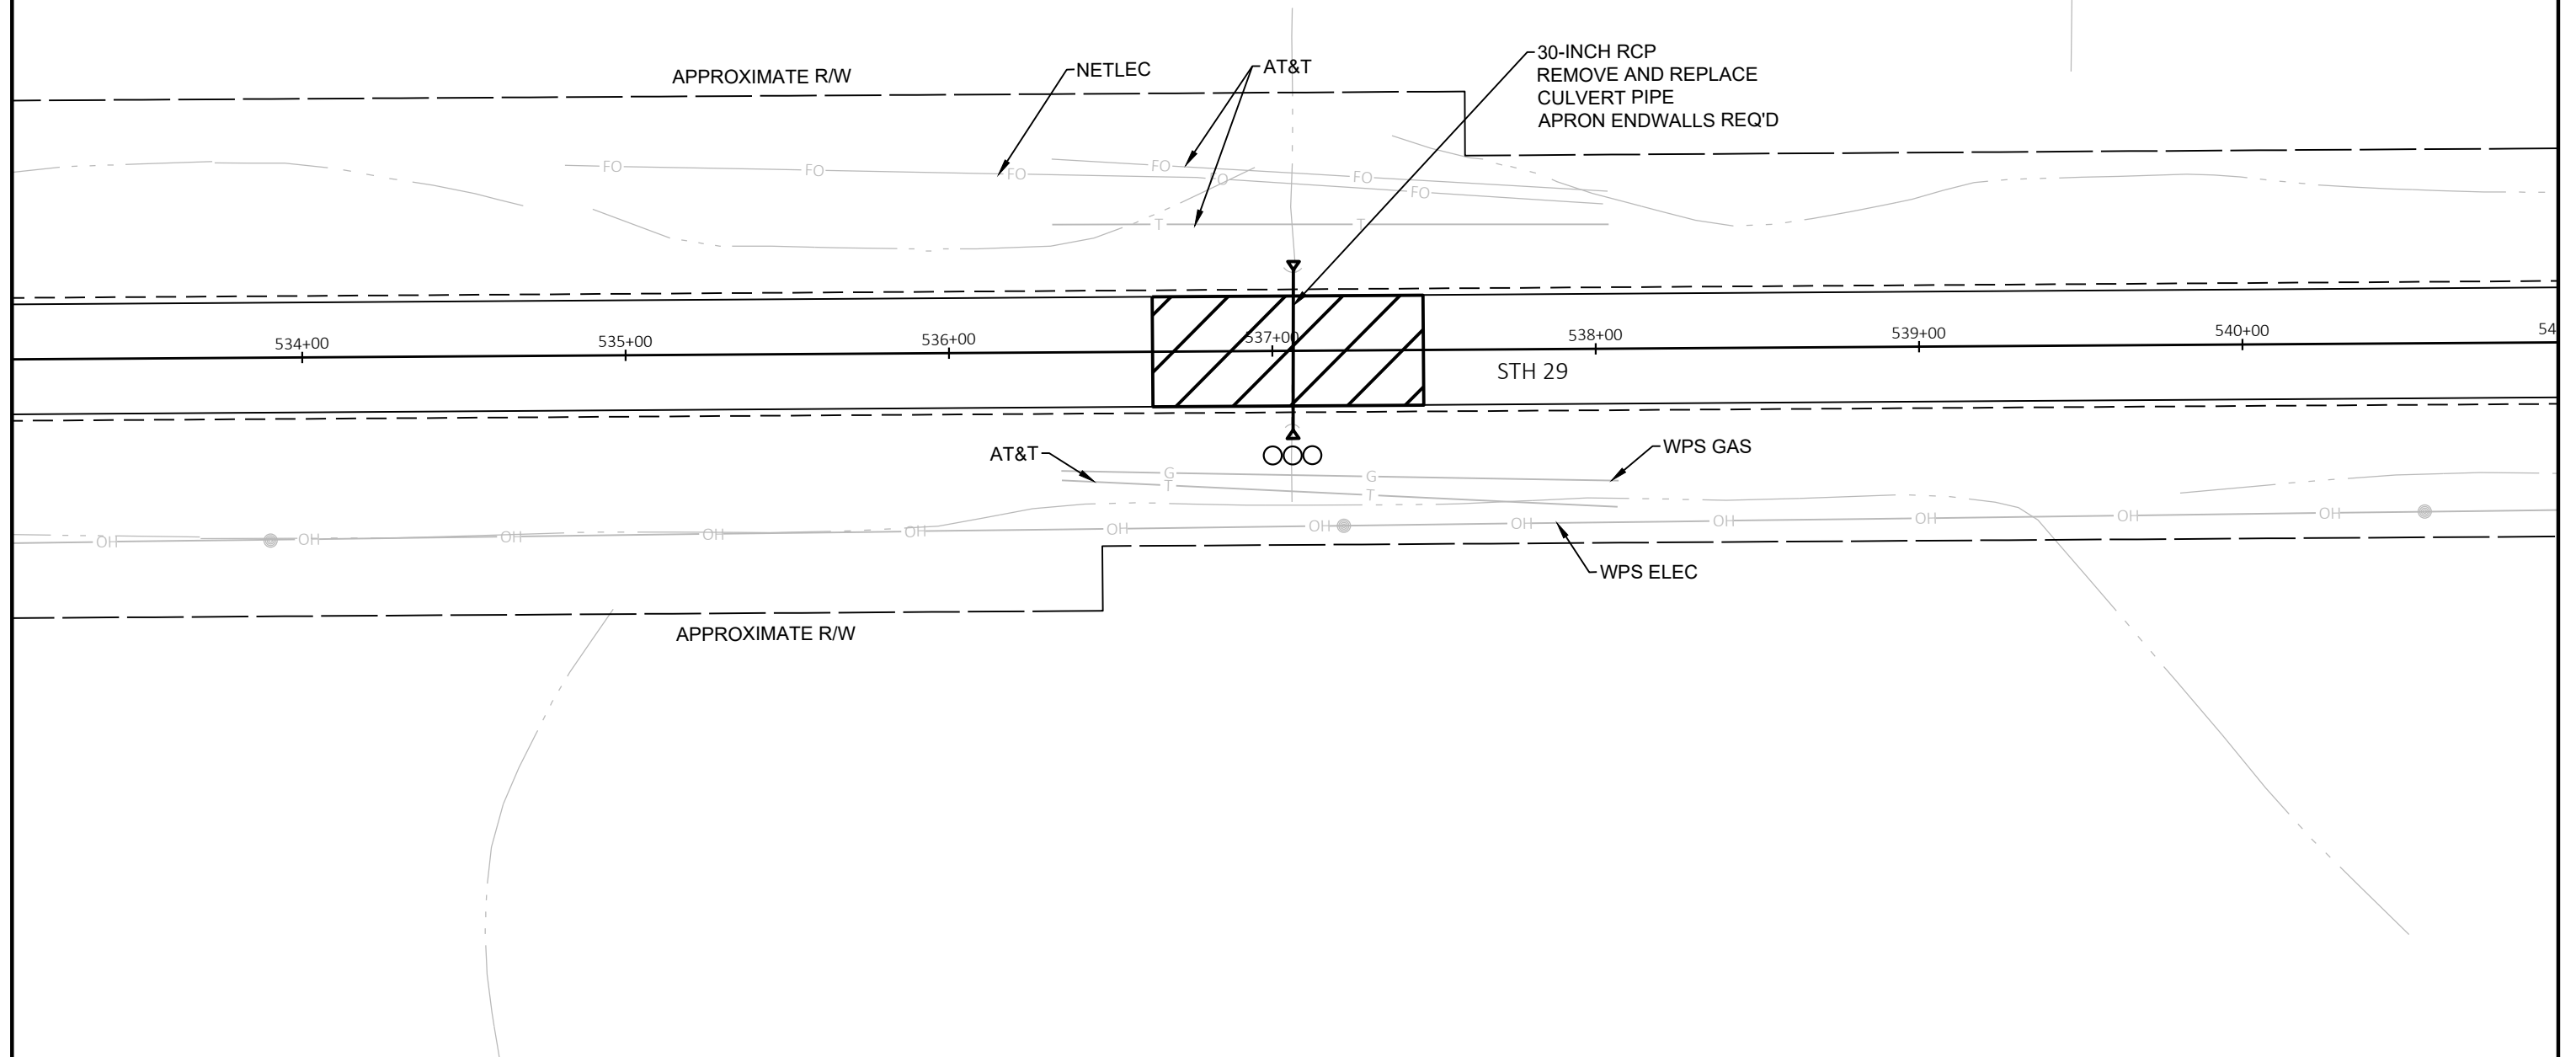 30-INCH RCP
REMOVE AND REPLACE
CULVERT PIPE
APRON ENDWALLS REQ'D
APPROXIMATE R/W
NETLEC
AT&T
FO
FO
FO
FO
FO
FO
FO
T
T
534+00
535+00
536+00
537+00
538+00
539+00
540+00
54
STH 29
AT&T
WPS GAS
G
G
T
T
OH
OH
OH
OH
OH
OH
OH
OH
OH
OH
OH
OH
WPS ELEC
APPROXIMATE R/W